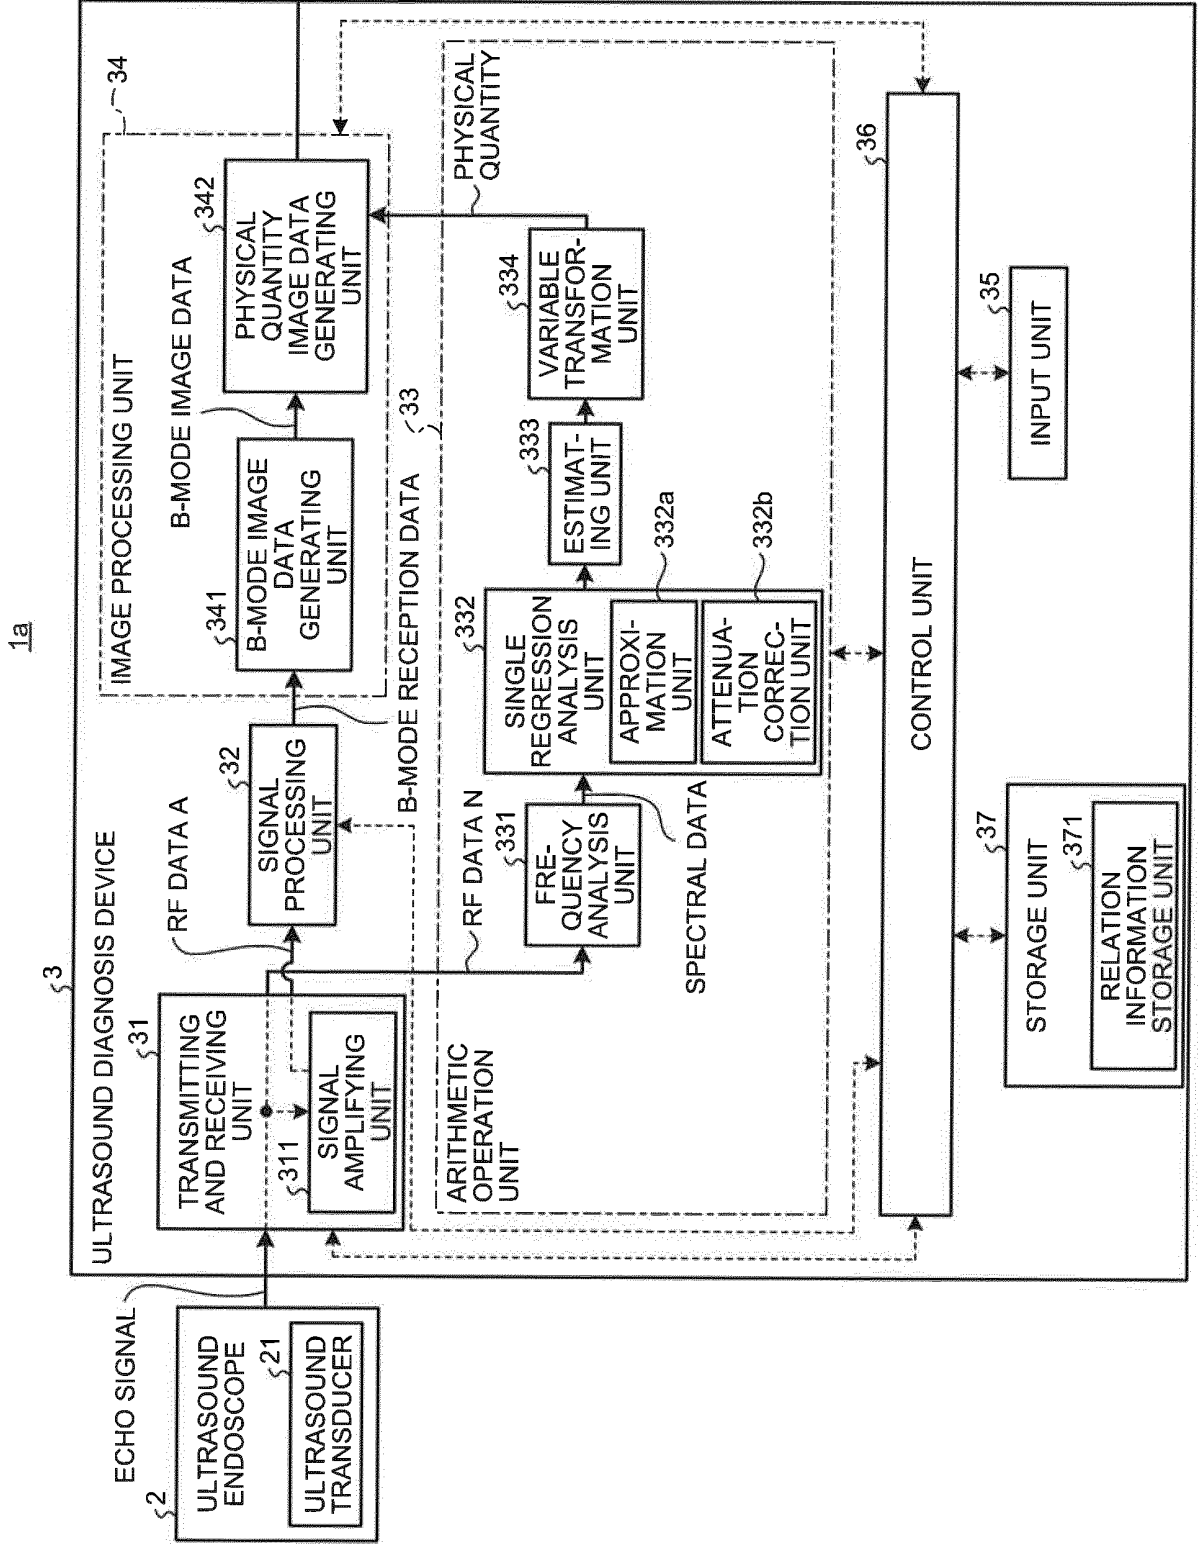 1a
ULTRASOUND DIAGNOSIS DEVICE
3
ECHO SIGNAL
2
ULTRASOUND
ENDOSCOPE
21
ULTRASOUND
TRANSDUCER
31
TRANSMITTING
AND RECEIVING
UNIT
311
SIGNAL
AMPLIFYING
UNIT
RF DATA A
32
SIGNAL
PROCESSING
UNIT
B-MODE RECEPTION DATA
IMAGE PROCESSING UNIT
34
341
B-MODE IMAGE
DATA
GENERATING
UNIT
B-MODE IMAGE DATA
342
PHYSICAL
QUANTITY
IMAGE DATA
GENERATING
UNIT
33
ARITHMETIC
OPERATION
UNIT
RF DATA N
331
FRE-
QUENCY
ANALYSIS
UNIT
SPECTRAL DATA
332
SINGLE
REGRESSION
ANALYSIS
UNIT
APPROXI-
MATION
UNIT
332a
ATTENUA-
TION
CORREC-
TION UNIT
332b
333
ESTIMAT-
ING UNIT
334
VARIABLE
TRANSFOR-
MATION
UNIT
PHYSICAL
QUANTITY
36
CONTROL UNIT
37
STORAGE UNIT
371
RELATION
INFORMATION
STORAGE UNIT
35
INPUT UNIT